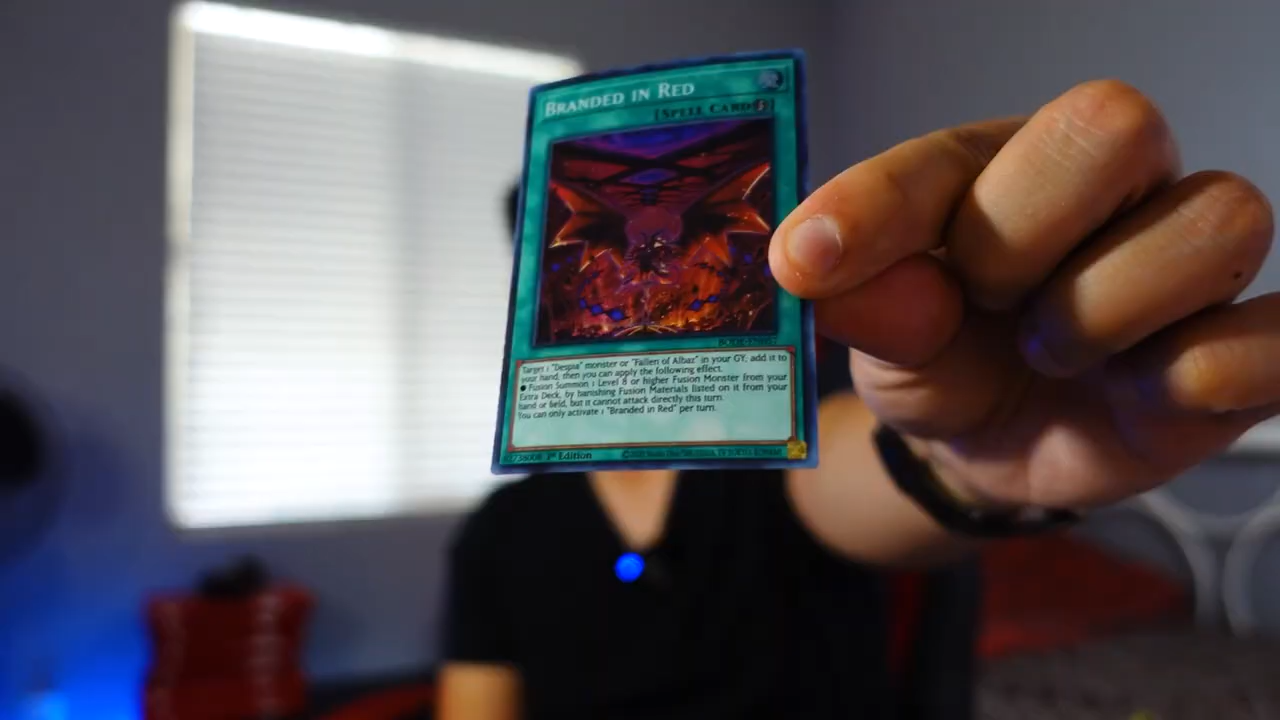 BRANDED IN RED
[SPELL CARD]
BODE-EN057
Target 1 "Despia" monster or "Fallen of Albaz" in your GY; add it to
your hand, then you can apply the following effect.
● Fusion Summon 1 Level 8 or higher Fusion Monster from your
Extra Deck, by banishing Fusion Materials listed on it from your
hand or field, but it cannot attack directly this turn.
You can only activate 1 "Branded in Red" per turn.
1st Edition